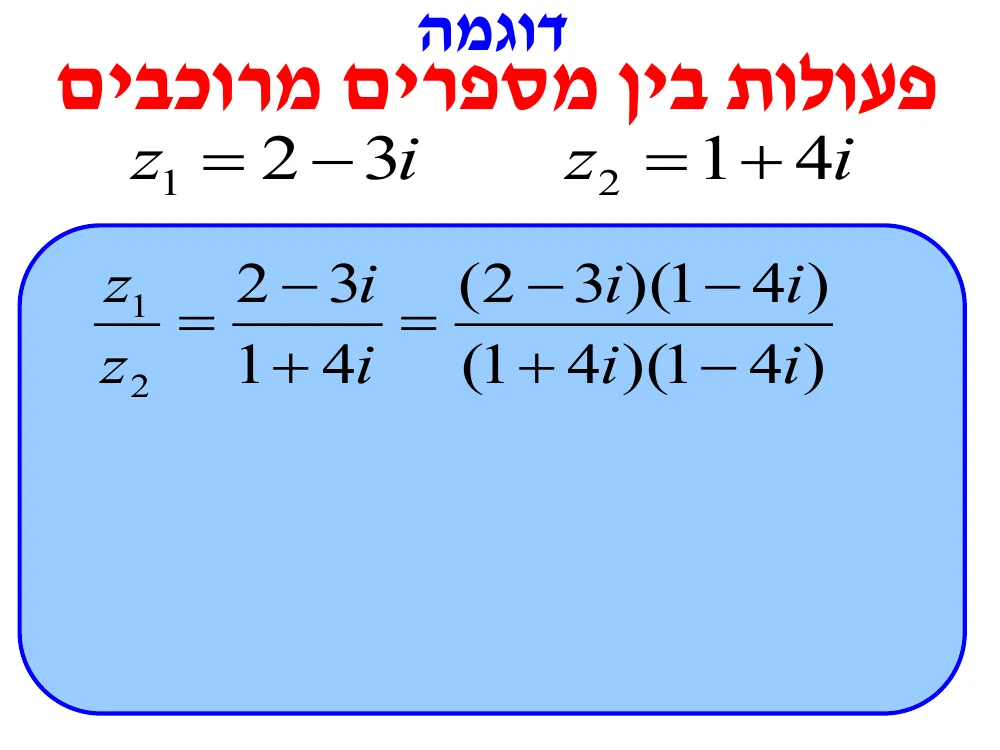 דוגמה
פעולות בין מספרים מרוכבים
z₁ = 2 − 3i    z₂ = 1 + 4i
z₁/z₂ = (2 − 3i)/(1 + 4i) = ((2 − 3i)(1 − 4i))/((1 + 4i)(1 − 4i))